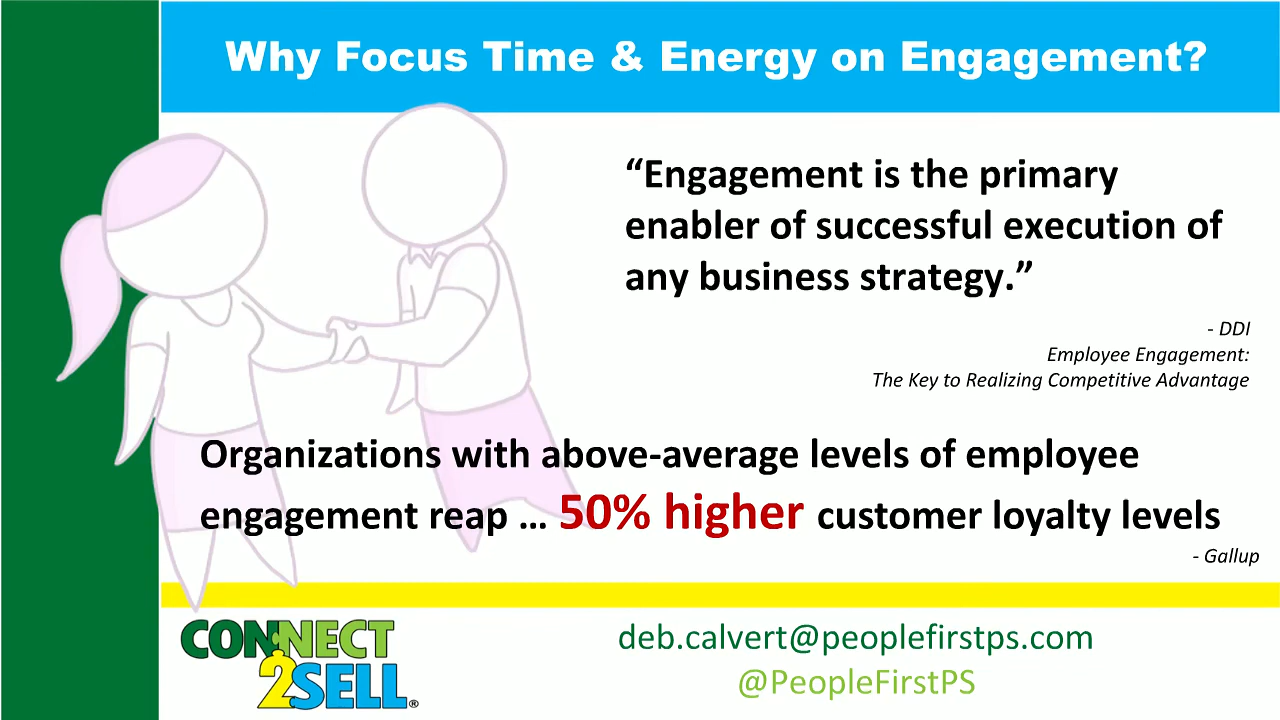 Why Focus Time & Energy on Engagement?
“Engagement is the primary
enabler of successful execution of
any business strategy.”
- DDI
Employee Engagement:
The Key to Realizing Competitive Advantage
Organizations with above-average levels of employee
engagement reap … 50% higher customer loyalty levels
- Gallup
CONNECT
2SELL®
deb.calvert@peoplefirstps.com
@PeopleFirstPS